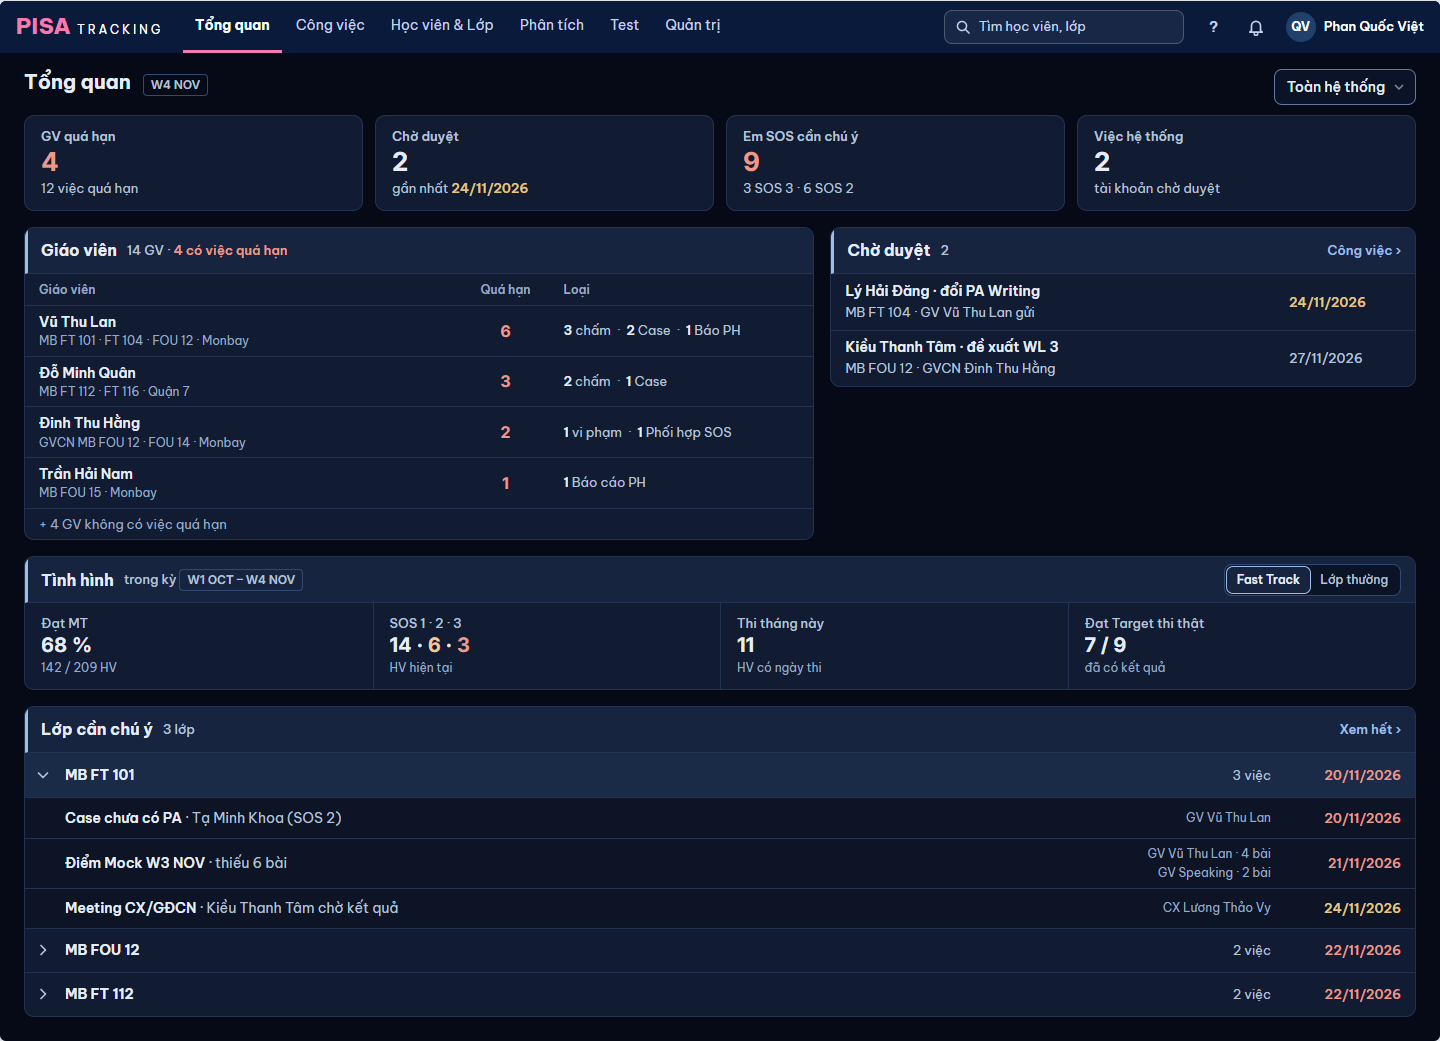 PISA TRACKING
Tổng quan
Công việc
Học viên & Lớp
Phân tích
Test
Quản trị
Tìm học viên, lớp
?
QV
Phan Quốc Việt
Tổng quan
W4 NOV
Toàn hệ thống
GV quá hạn
4
12 việc quá hạn
Chờ duyệt
2
gần nhất 24/11/2026
Em SOS cần chú ý
9
3 SOS 3 · 6 SOS 2
Việc hệ thống
2
tài khoản chờ duyệt
Giáo viên 14 GV · 4 có việc quá hạn
Giáo viên
Quá hạn
Loại
Vũ Thu Lan
MB FT 101 · FT 104 · FOU 12 · Monbay
6
3 chấm · 2 Case · 1 Báo PH
Đỗ Minh Quân
MB FT 112 · FT 116 · Quận 7
3
2 chấm · 1 Case
Đinh Thu Hằng
GVCN MB FOU 12 · FOU 14 · Monbay
2
1 vi phạm · 1 Phối hợp SOS
Trần Hải Nam
MB FOU 15 · Monbay
1
1 Báo cáo PH
+ 4 GV không có việc quá hạn
Chờ duyệt 2
Công việc ›
Lý Hải Đăng · đổi PA Writing
MB FT 104 · GV Vũ Thu Lan gửi
24/11/2026
Kiều Thanh Tâm · đề xuất WL 3
MB FOU 12 · GVCN Đinh Thu Hằng
27/11/2026
Tình hình trong kỳ W1 OCT – W4 NOV
Fast Track
Lớp thường
Đạt MT
68 %
142 / 209 HV
SOS 1 · 2 · 3
14 · 6 · 3
HV hiện tại
Thi tháng này
11
HV có ngày thi
Đạt Target thi thật
7 / 9
đã có kết quả
Lớp cần chú ý 3 lớp
Xem hết ›
MB FT 101
3 việc
20/11/2026
Case chưa có PA · Tạ Minh Khoa (SOS 2)
GV Vũ Thu Lan
20/11/2026
Điểm Mock W3 NOV · thiếu 6 bài
GV Vũ Thu Lan · 4 bài
GV Speaking · 2 bài
21/11/2026
Meeting CX/GĐCN · Kiều Thanh Tâm chờ kết quả
CX Lương Thảo Vy
24/11/2026
MB FOU 12
2 việc
22/11/2026
MB FT 112
2 việc
22/11/2026